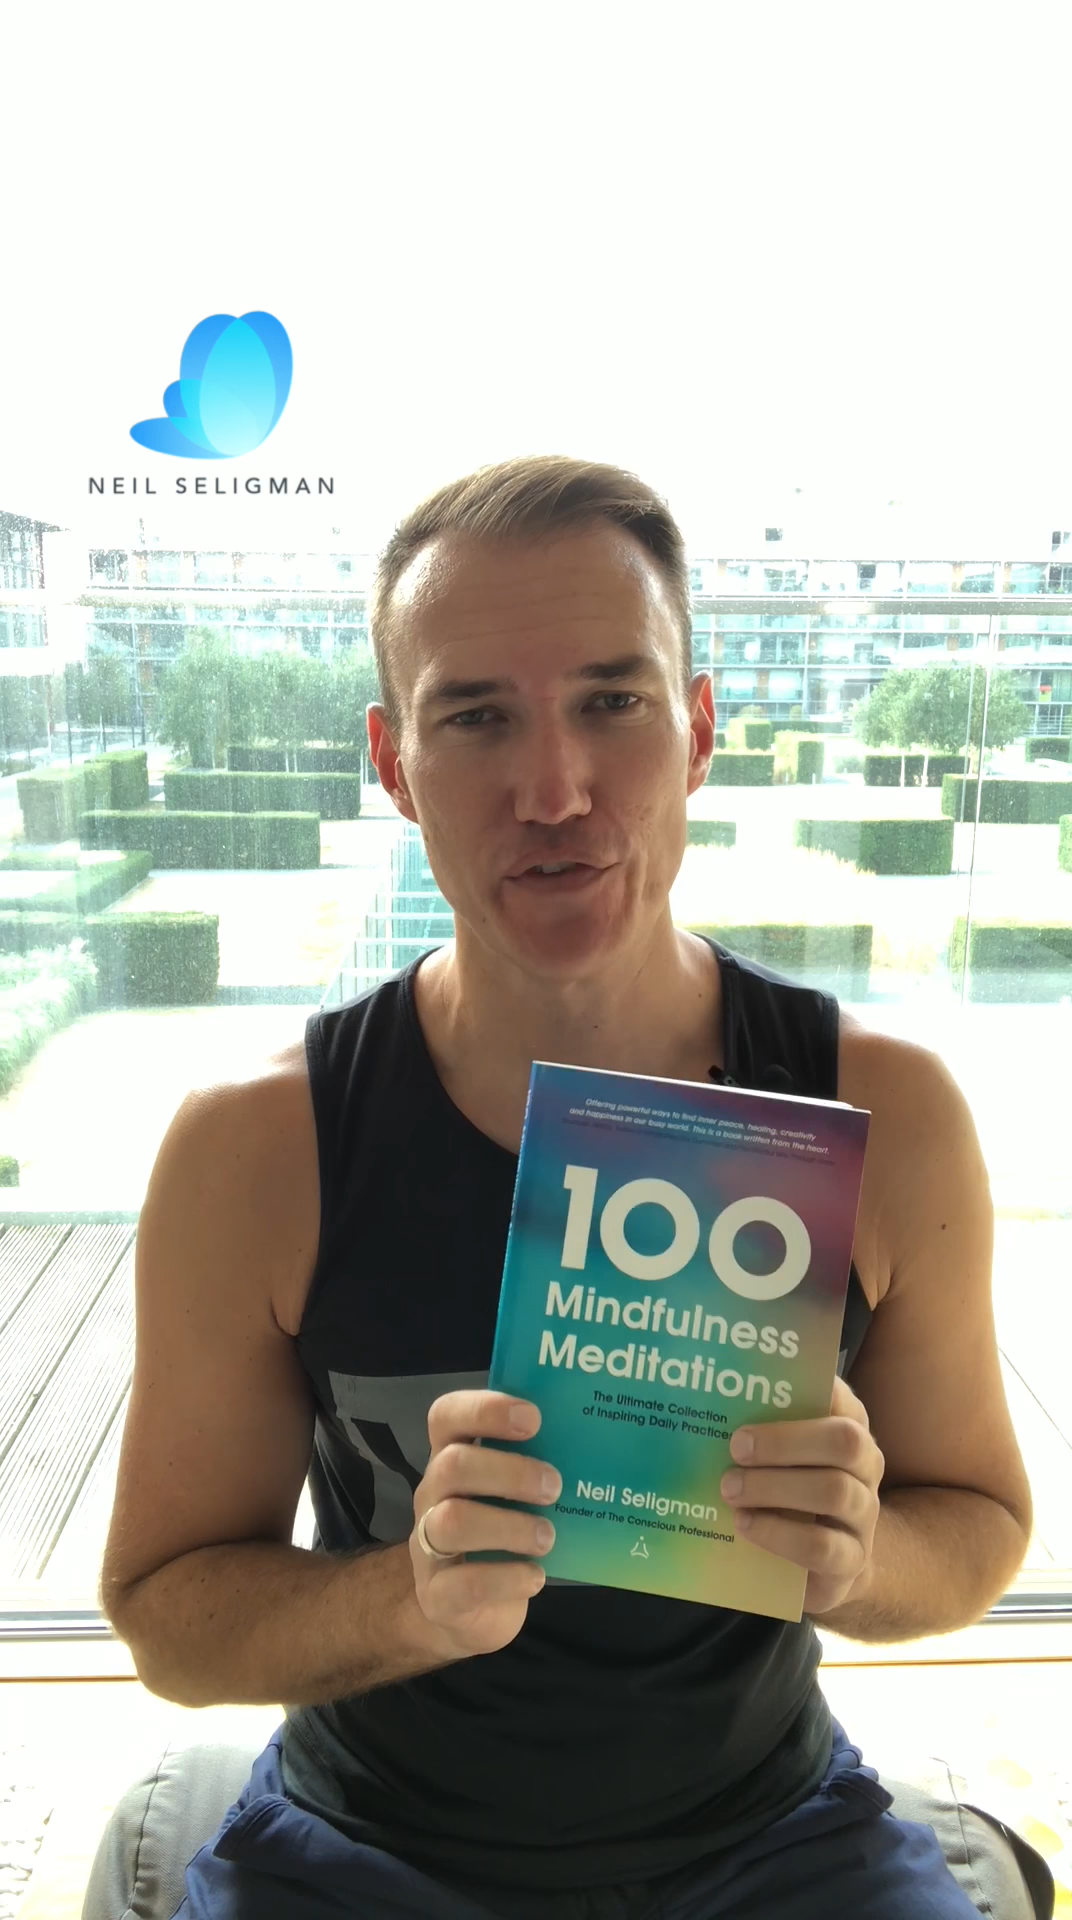 NEIL SELIGMAN
Offering powerful ways to find inner peace, healing, creativity
and happiness in our busy world. This is a book written from the heart.
100
Mindfulness
Meditations
The Ultimate Collection
of Inspiring Daily Practices
Neil Seligman
Founder of The Conscious Professional